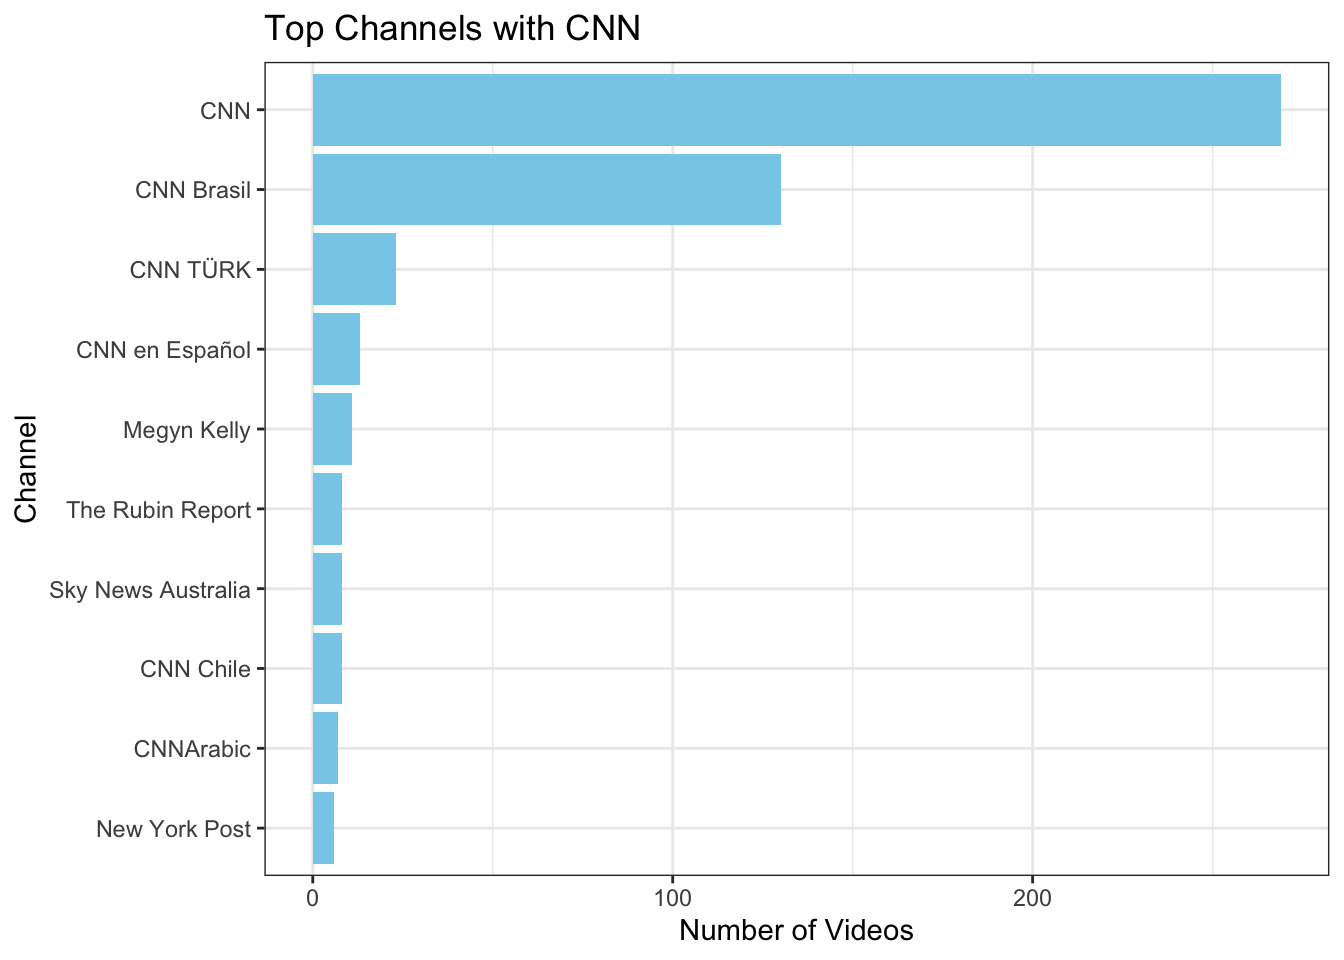 Top Channels with CNN
CNN
CNN Brasil
CNN TÜRK
CNN en Español
Megyn Kelly
The Rubin Report
Sky News Australia
CNN Chile
CNNArabic
New York Post
Channel
0 100 200
Number of Videos